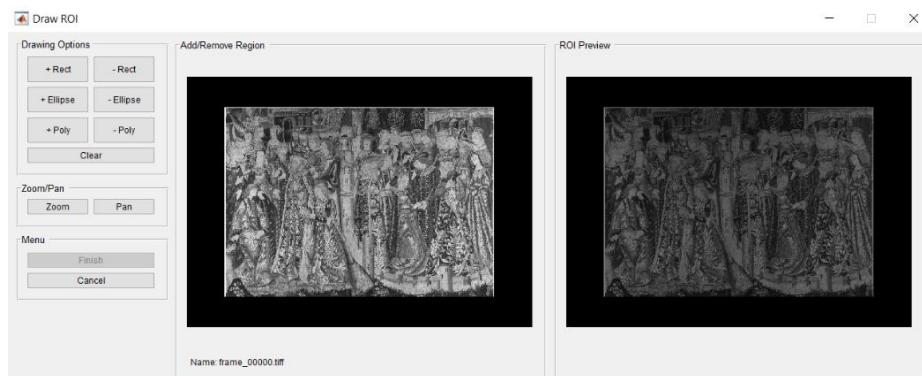 Draw ROI
Drawing Options
+ Rect
- Rect
+ Ellipse
- Ellipse
+ Poly
- Poly
Clear
Zoom/Pan
Zoom
Pan
Menu
Finish
Cancel
Add/Remove Region
Name: frame_00000.tiff
ROI Preview